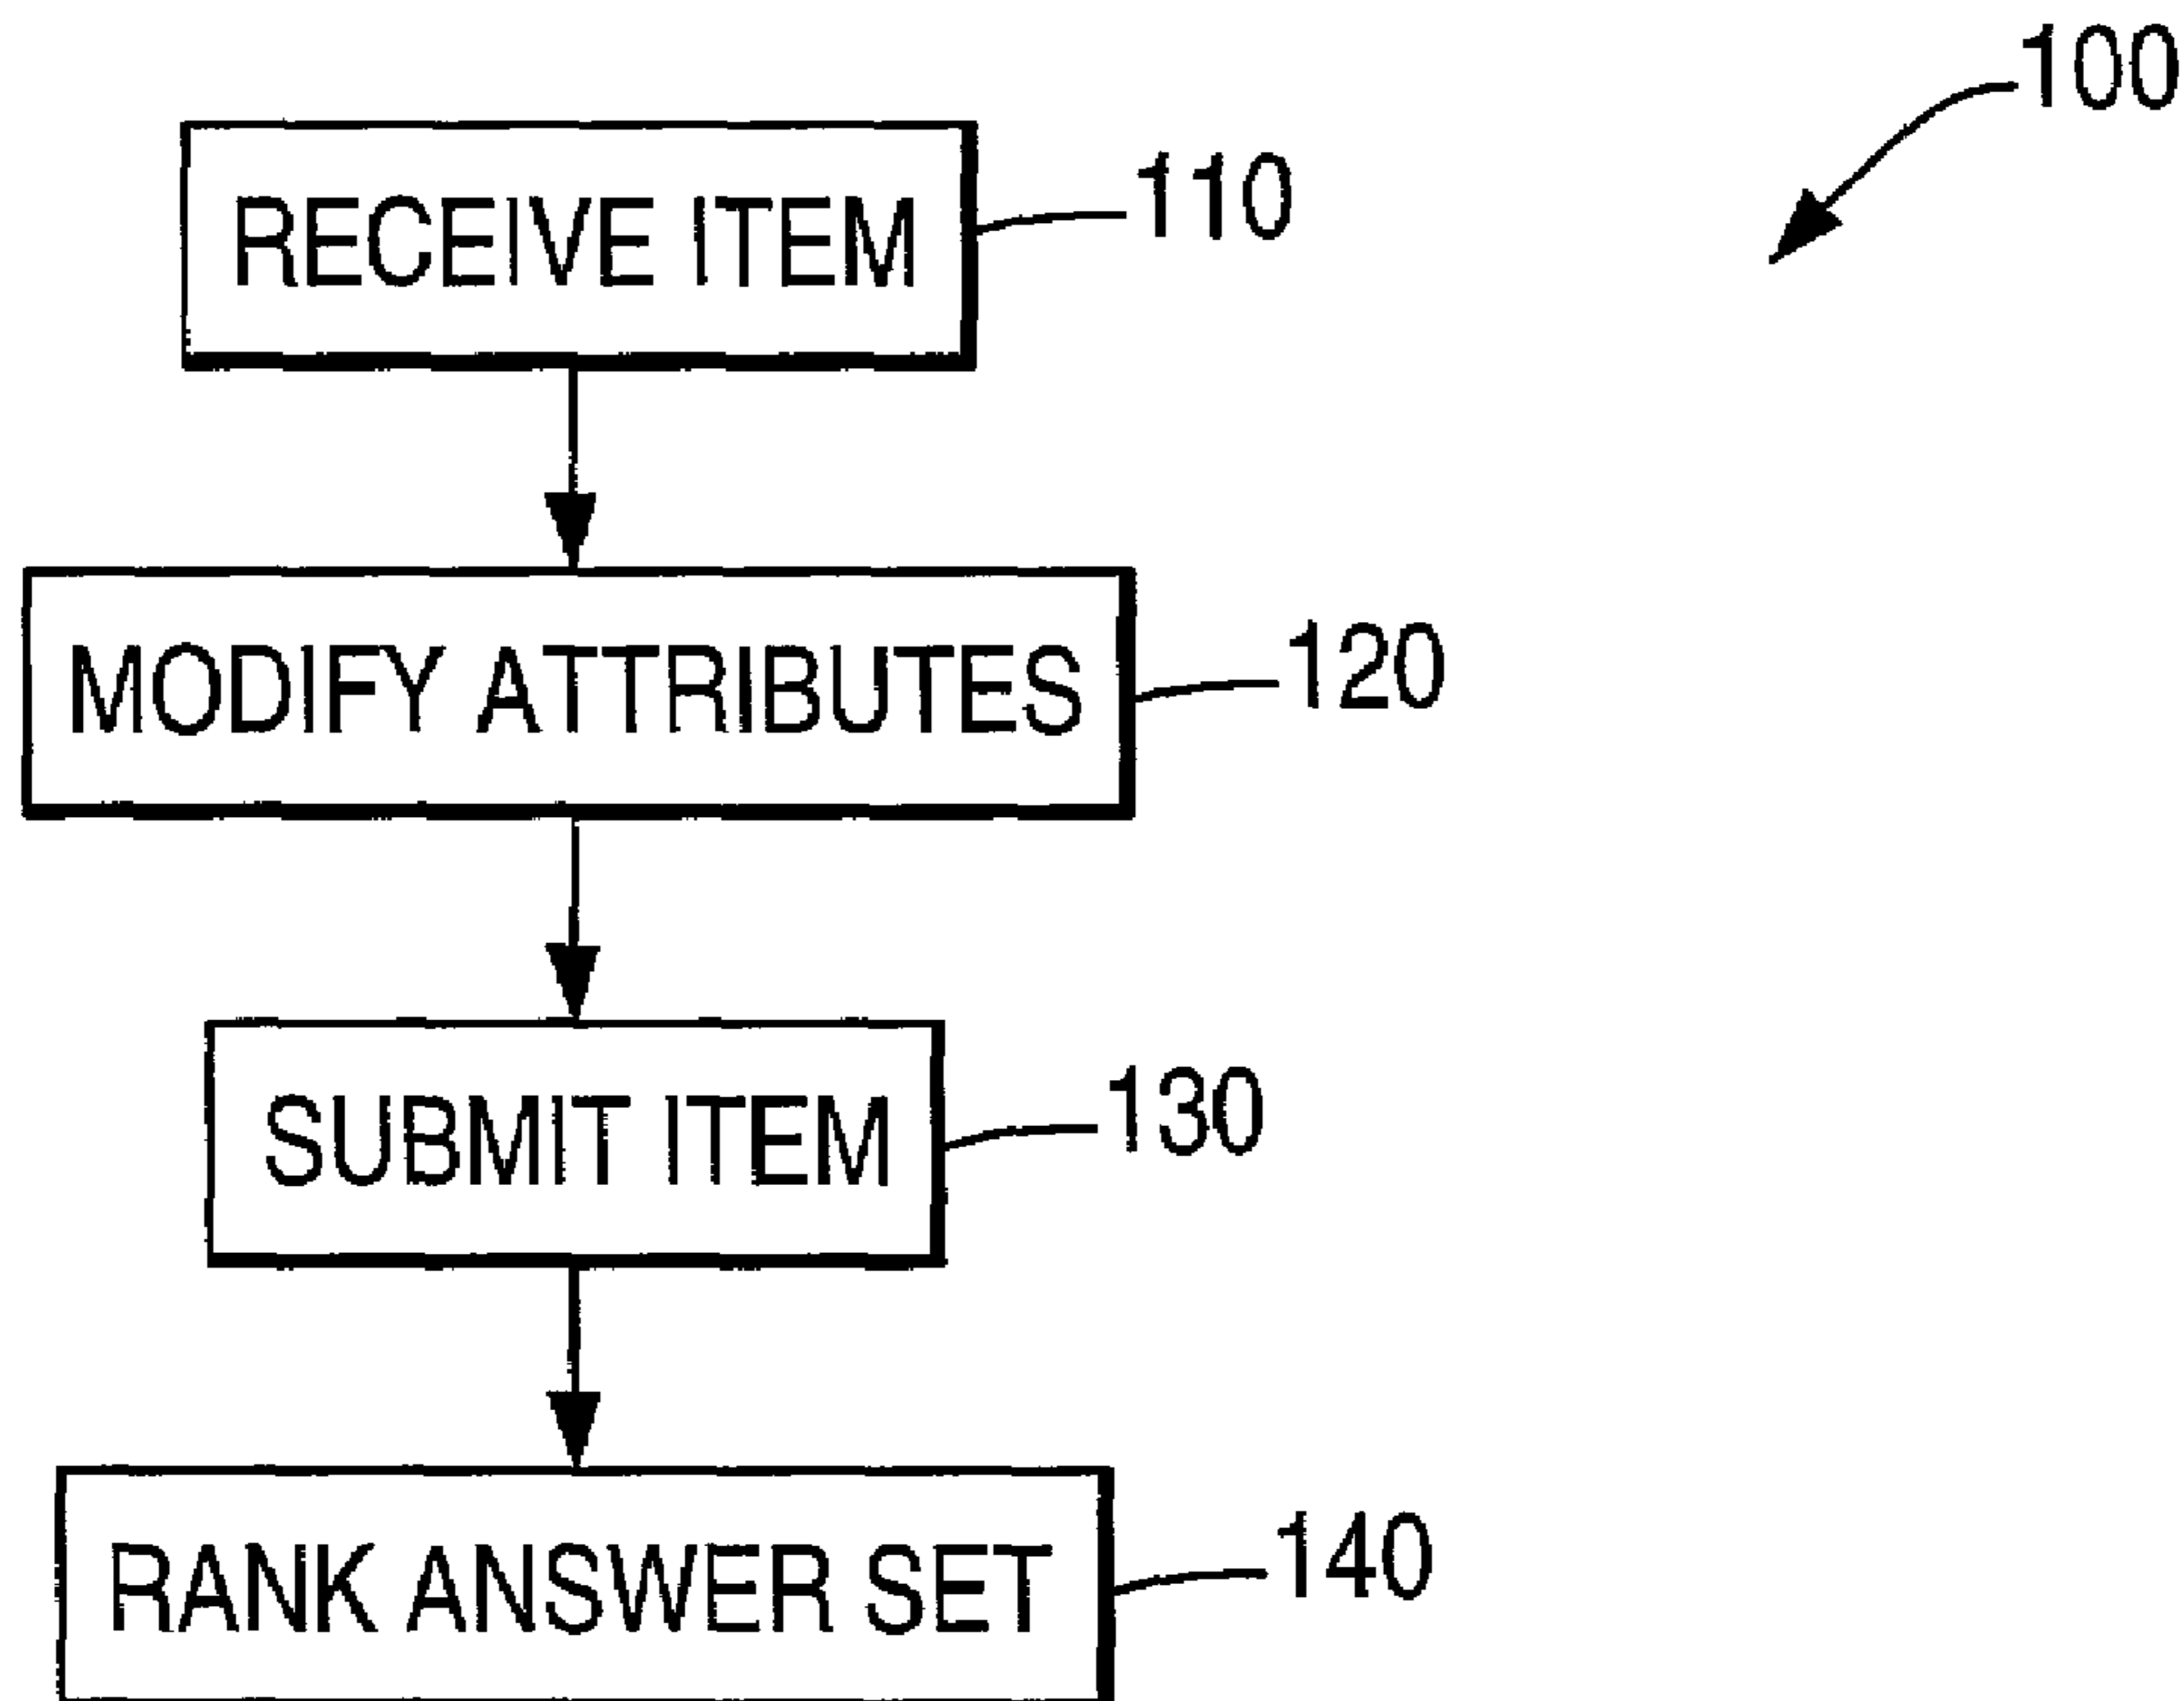 100
RECEIVE ITEM
110
MODIFY ATTRIBUTES
120
SUBMIT ITEM
130
RANK ANSWER SET
140